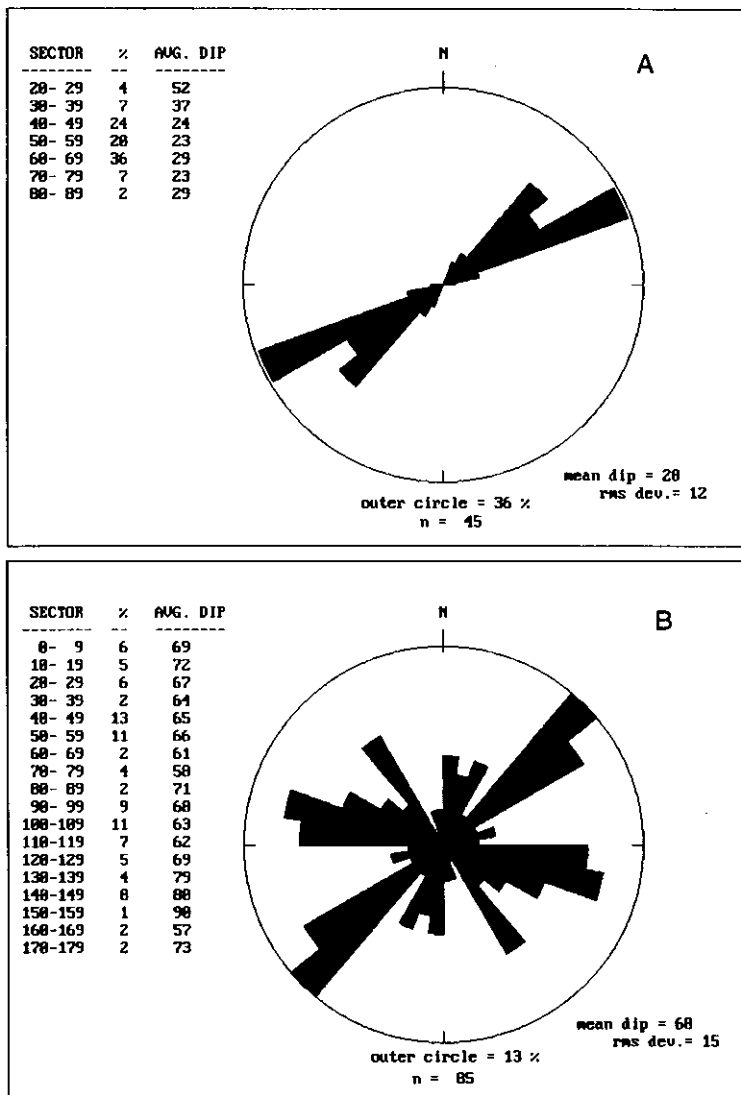 A
SECTOR % AVG. DIP
-------- -- --------
20- 29 4 52
30- 39 7 37
40- 49 24 24
50- 59 20 23
60- 69 36 29
70- 79 7 23
80- 89 2 29
N
mean dip = 28
rms dev.= 12
outer circle = 36 %
n = 45
B
SECTOR % AVG. DIP
-------- -- --------
0- 9 6 69
10- 19 5 72
20- 29 6 67
30- 39 2 64
40- 49 13 65
50- 59 11 66
60- 69 2 61
70- 79 4 58
80- 89 2 71
90- 99 9 68
100-109 11 63
110-119 7 62
120-129 5 69
130-139 4 79
140-149 8 80
150-159 1 90
160-169 2 57
170-179 2 73
N
mean dip = 68
rms dev.= 15
outer circle = 13 %
n = 85